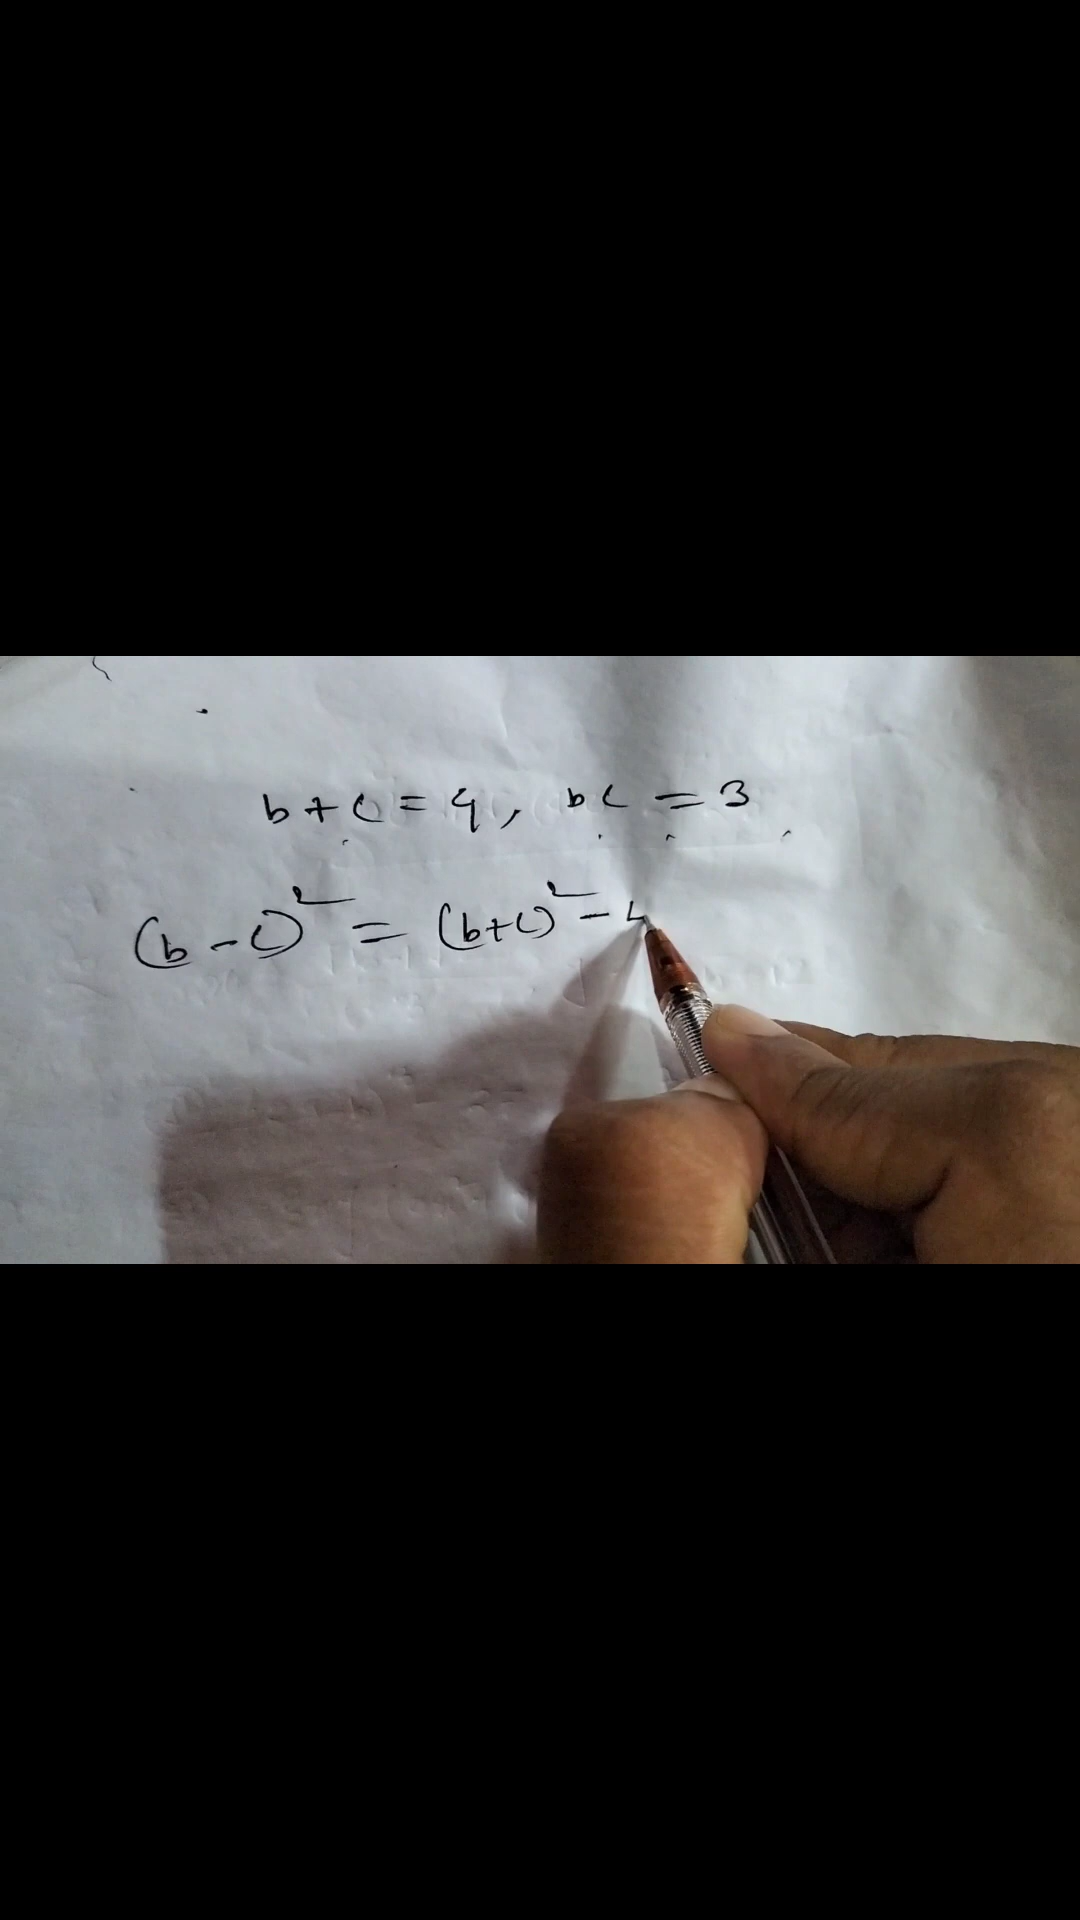 b + c = 4, bc = 3
(b - c)² = (b+c)² - 4